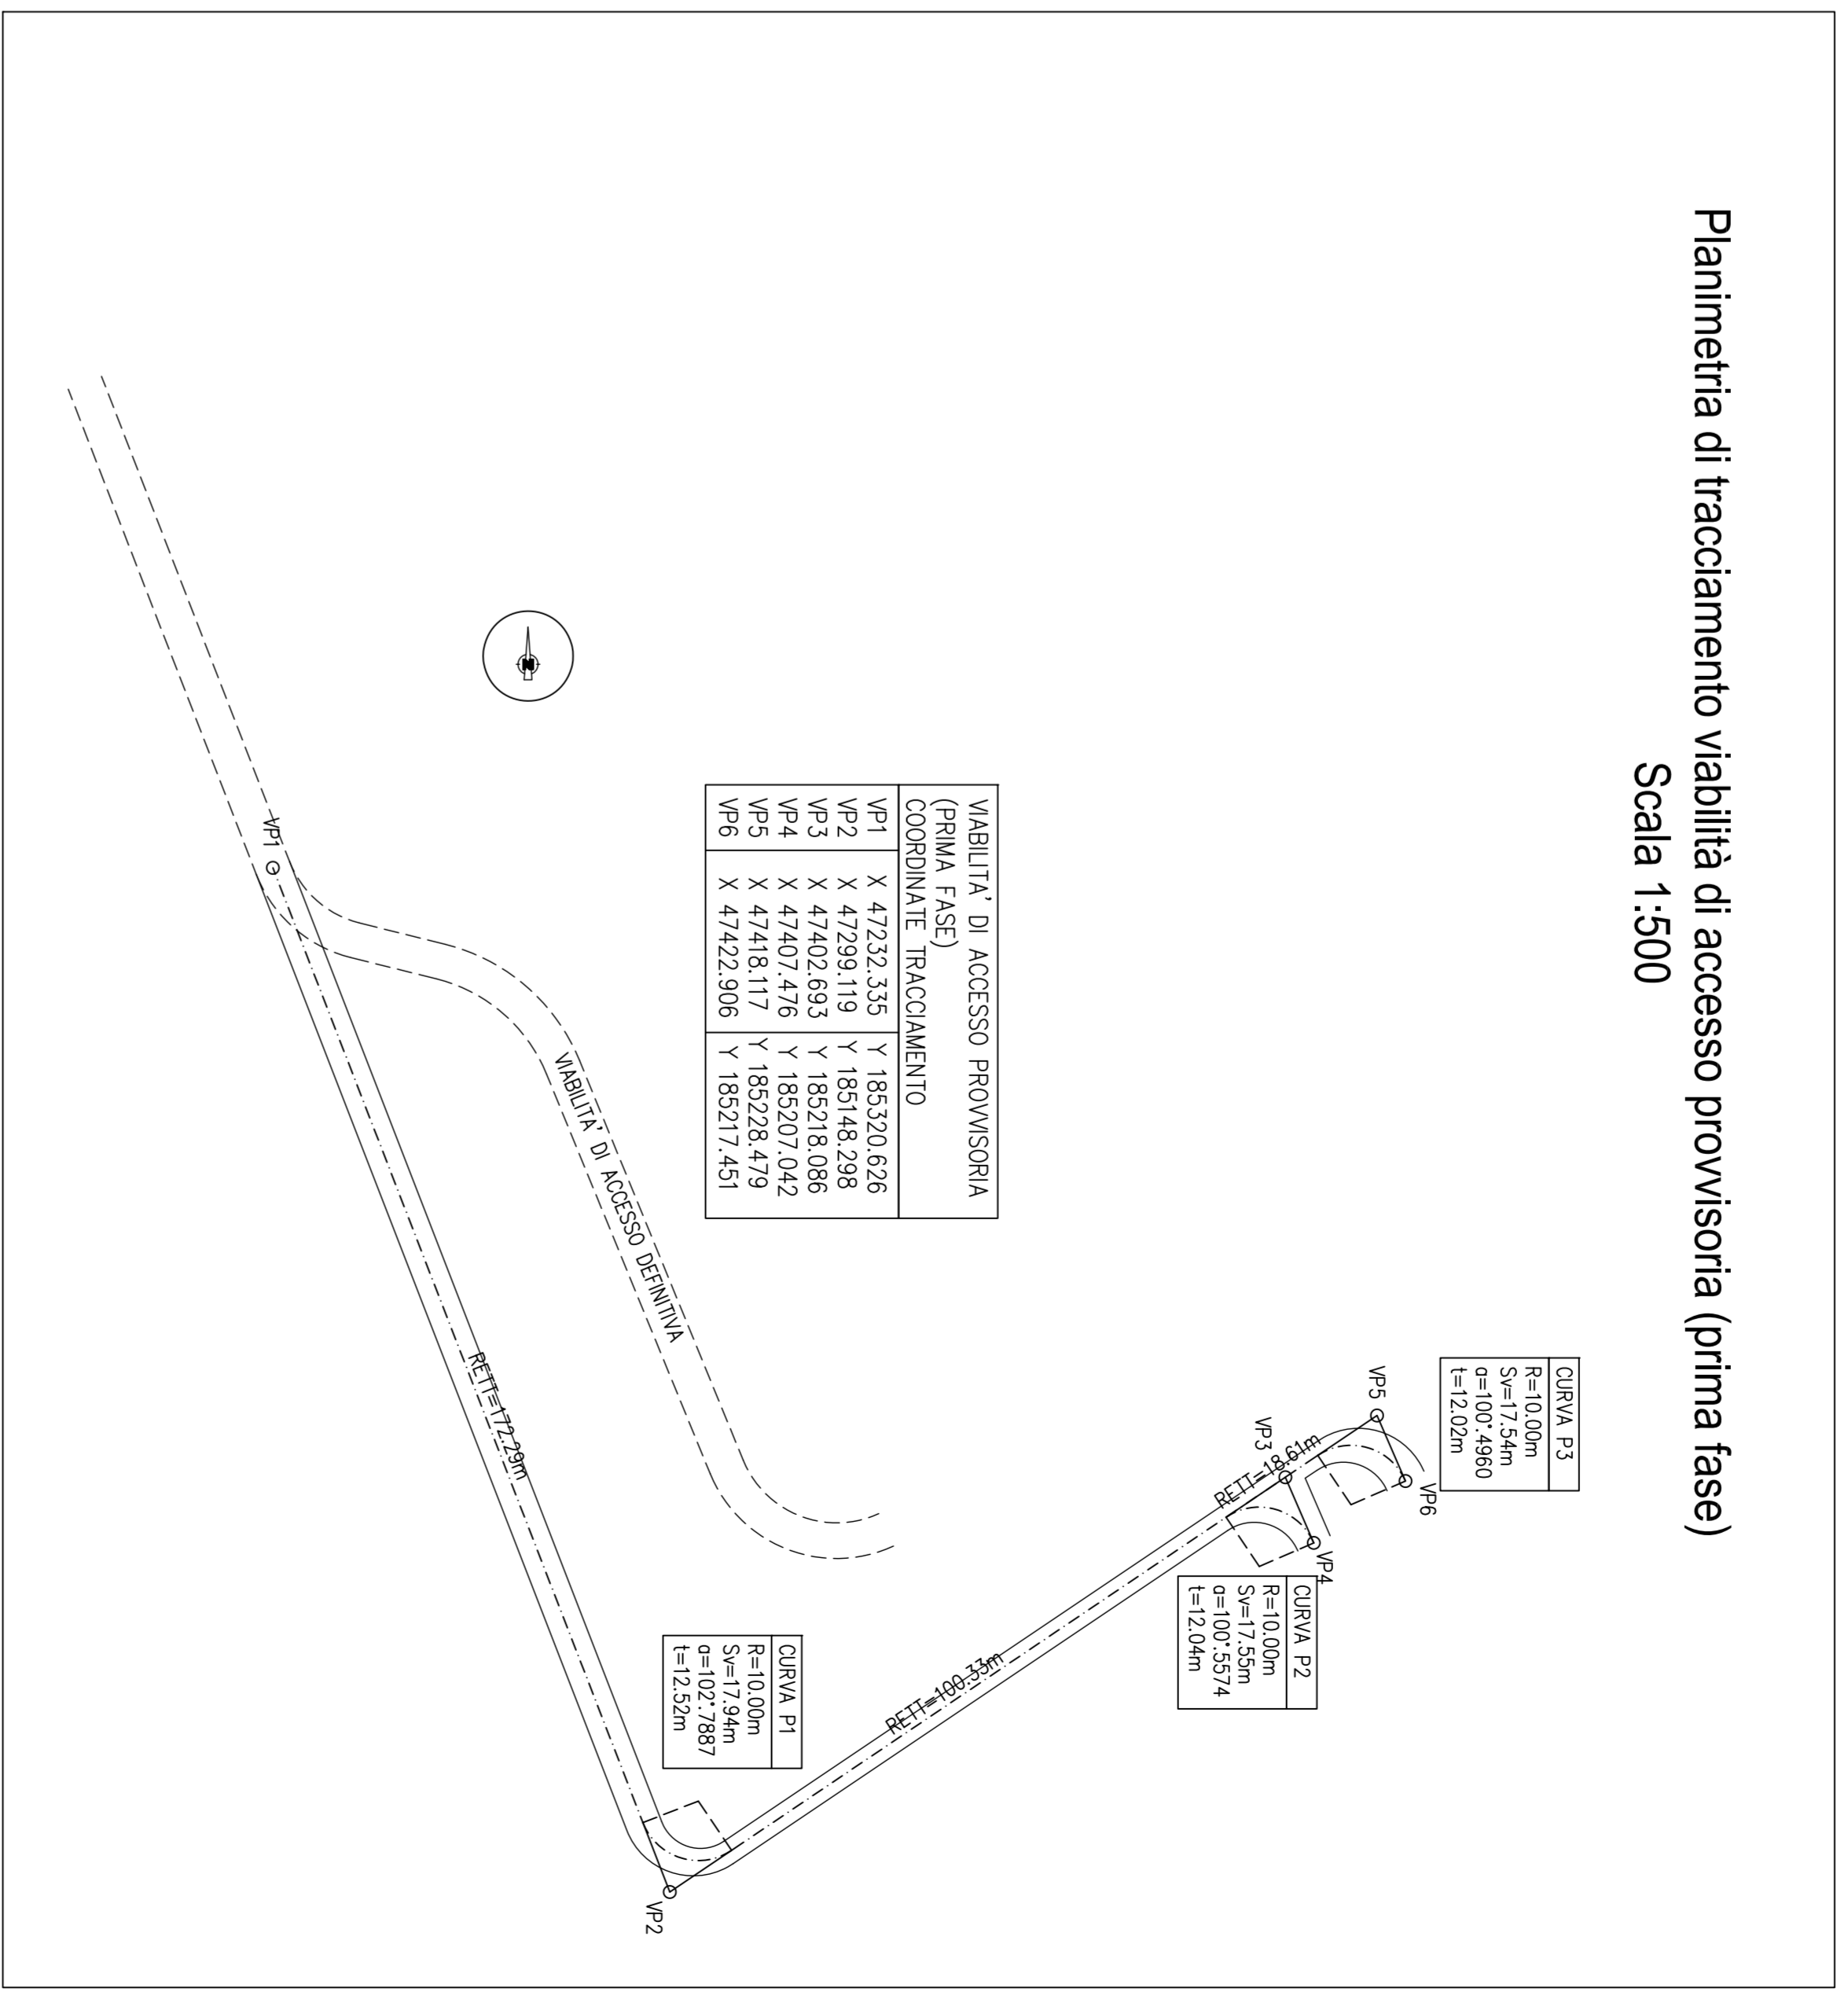 Planimetria di tracciamento viabilità di accesso provvisoria (prima fase)
Scala 1:500
CURVA P3
R=10.00m
Sv=17.54m
α=100°.4960
t=12.02m
VP5
VP6
VP3
RETT=18.61m
VP4
CURVA P2
R=10.00m
Sv=17.55m
α=100°.5574
t=12.04m
VIABILITA' DI ACCESSO PROVVISORIA
(PRIMA FASE)
COORDINATE TRACCIAMENTO
VP1 X 47232.335 Y 185320.626
VP2 X 47299.119 Y 185148.298
VP3 X 47402.693 Y 185218.086
VP4 X 47407.476 Y 185207.042
VP5 X 47418.117 Y 185228.479
VP6 X 47422.906 Y 185217.451
RETT=100.33m
CURVA P1
R=10.00m
Sv=17.94m
α=102°.7887
t=12.52m
N
VIABILITA' DI ACCESSO DEFINITIVA
RETT=172.29m
VP1
VP2